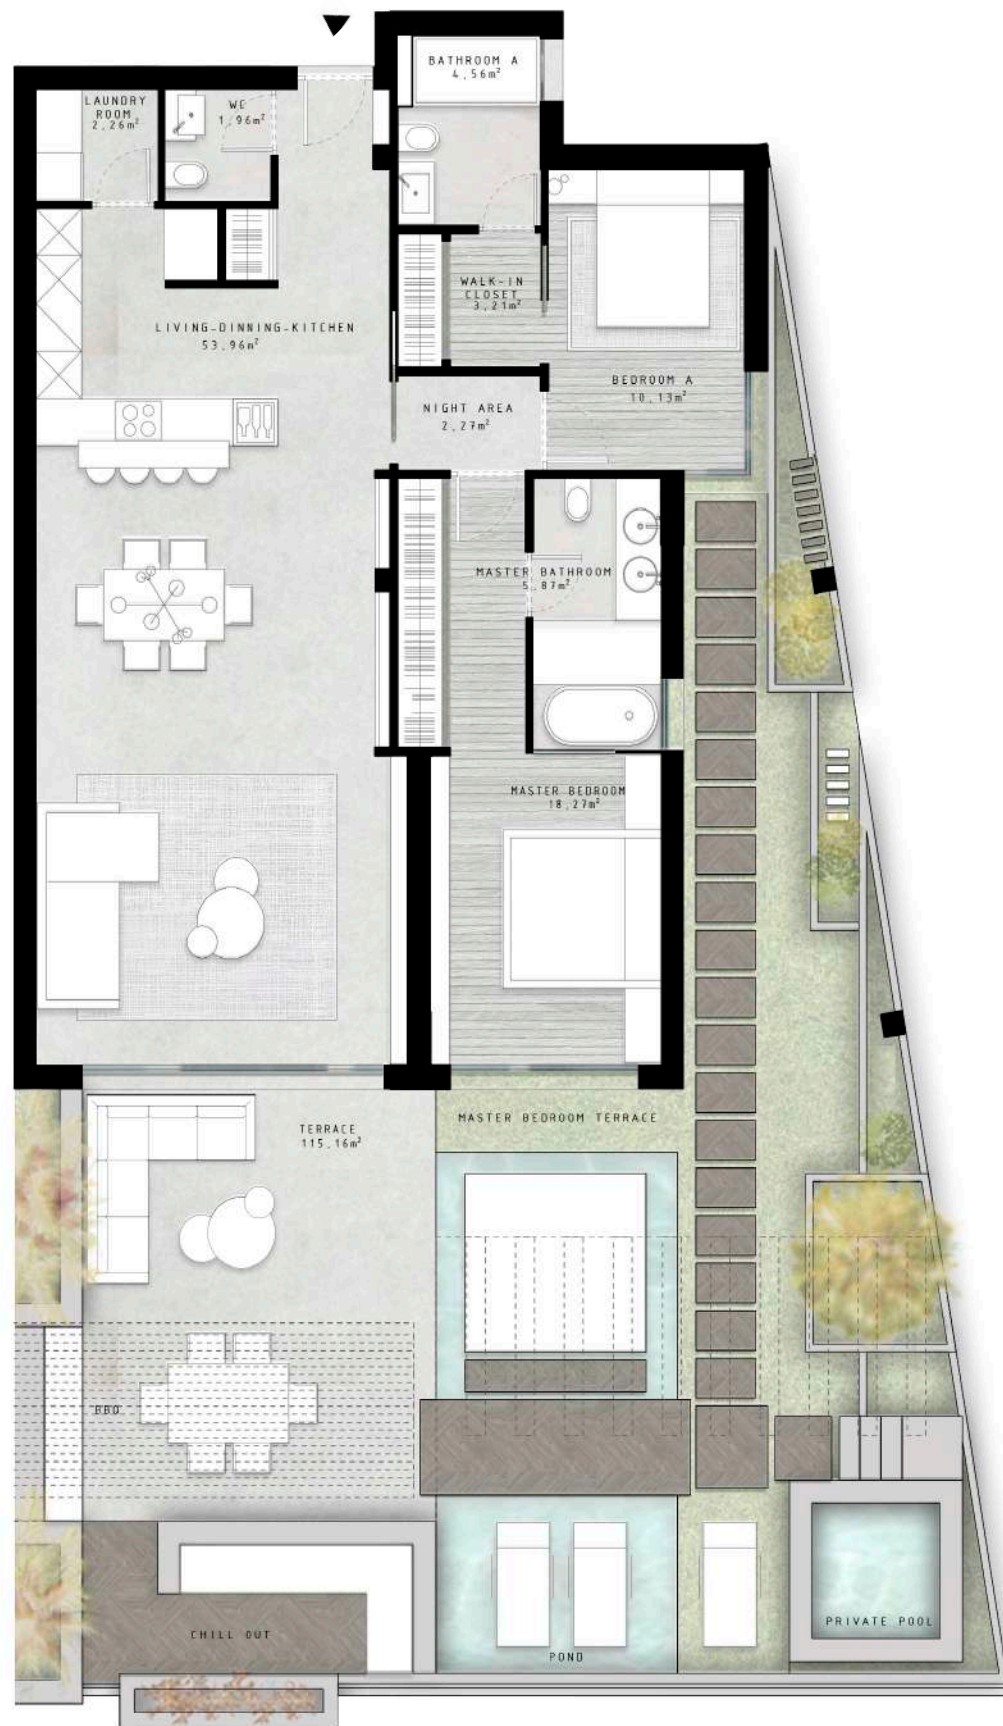 BATHROOM A
4,56m²
LAUNDRY
ROOM
2,26m²
WC
1,96m²
WALK-IN
CLOSET
3,21m²
LIVING-DINNING-KITCHEN
53,96m²
BEDROOM A
10,13m²
NIGHT AREA
2,27m²
MASTER BATHROOM
5,87m²
MASTER BEDROOM
18,27m²
MASTER BEDROOM TERRACE
TERRACE
115,16m²
BBQ
PRIVATE POOL
CHILL OUT
POND